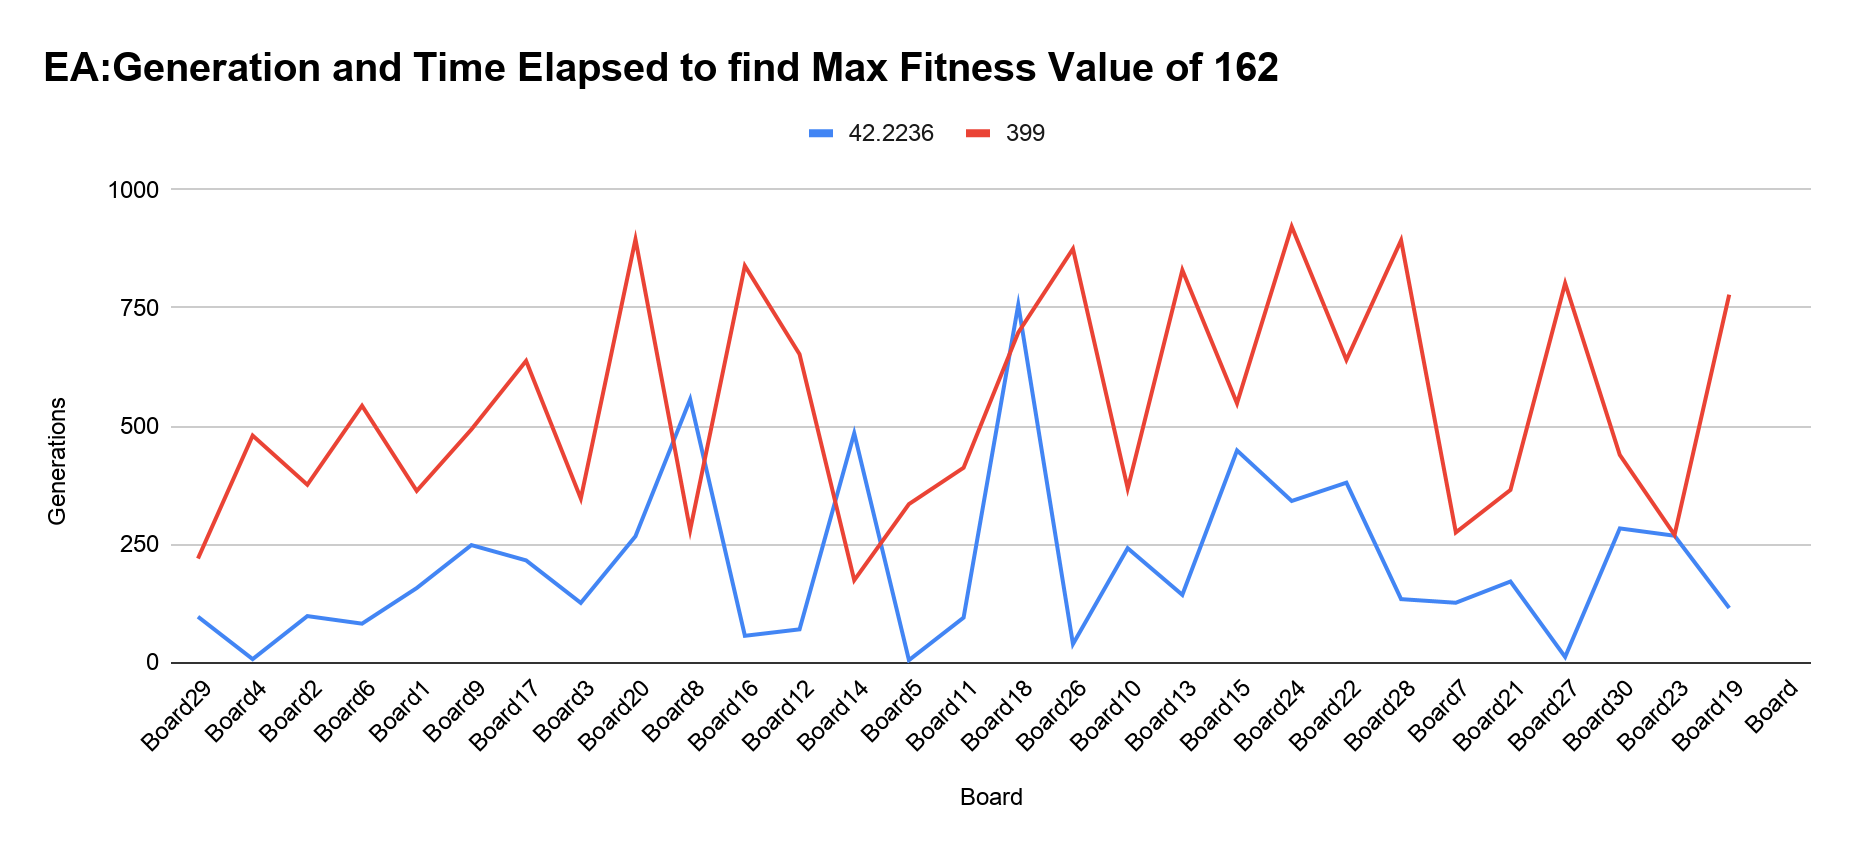 EA:Generation and Time Elapsed to find Max Fitness Value of 162
42.2236 399
1000
750
500
250
0
Generations
Board29 Board4 Board2 Board6 Board1 Board9 Board17 Board3 Board20 Board8 Board16 Board12 Board14 Board5 Board11 Board18 Board26 Board10 Board13 Board15 Board24 Board22 Board28 Board7 Board21 Board27 Board30 Board23 Board19 Board
Board